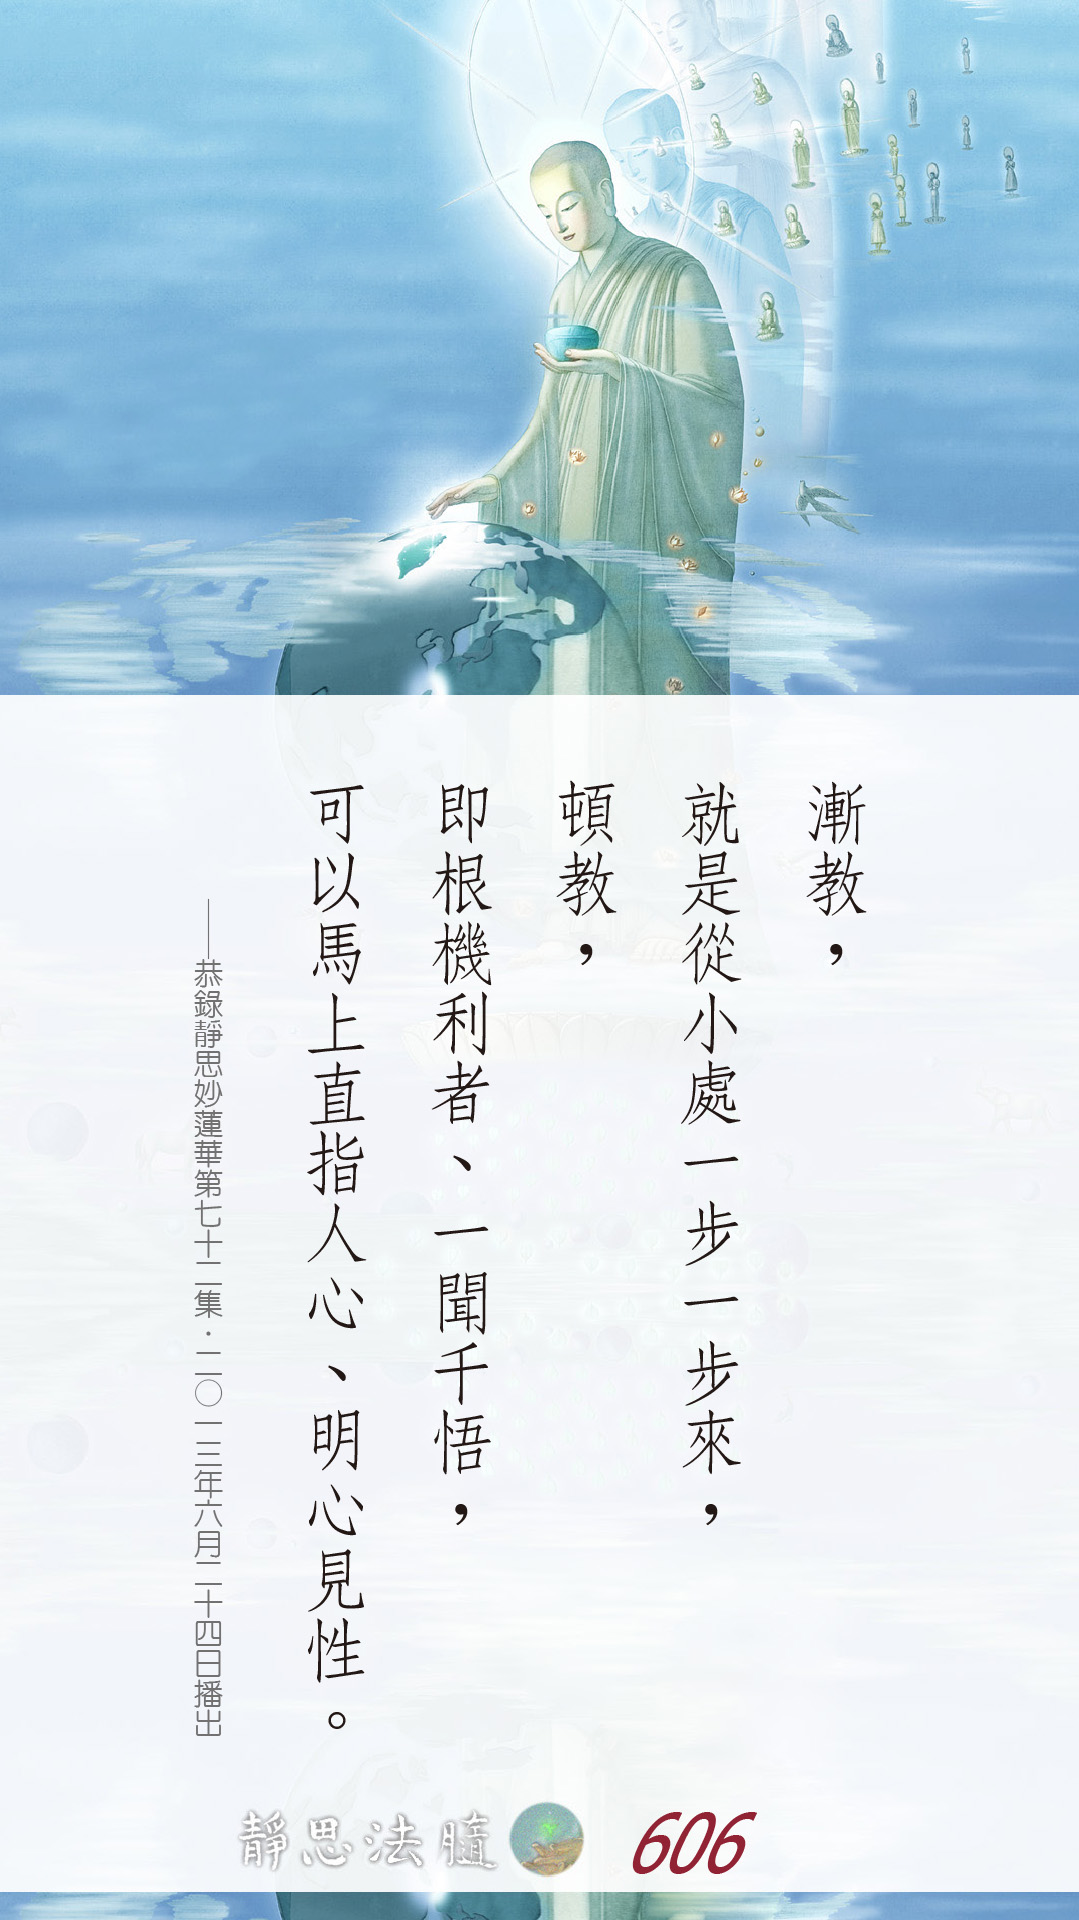 漸教，
就是從小處一步一步來，
頓教，
即根機利者、一聞千悟，
可以馬上直指人心、明心見性。
——恭錄靜思妙蓮華第七十二集．二〇一三年六月二十四日播出
靜思法髓
606